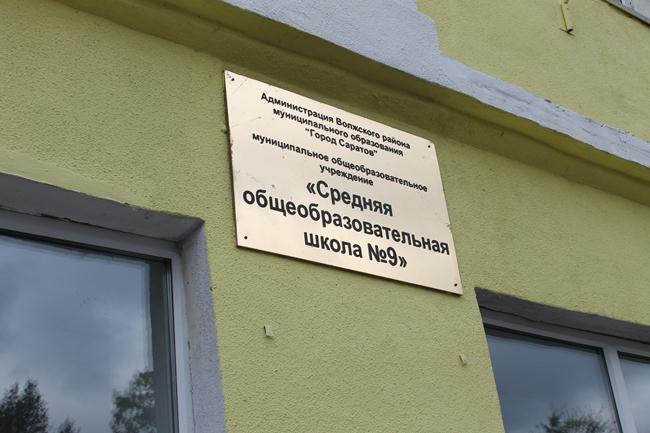 Администрация Волжского района
муниципального образования
"Город Саратов"
муниципальное общеобразовательное
учреждение
«Средняя
общеобразовательная
школа №9»